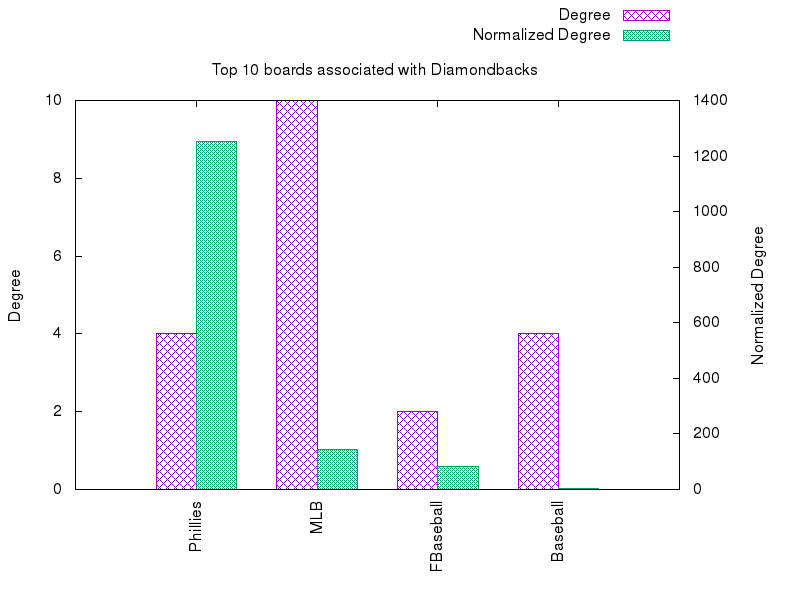 Degree
Normalized Degree
Top 10 boards associated with Diamondbacks
10
8
6
4
2
0
Degree
1400
1200
1000
800
600
400
200
0
Normalized Degree
Phillies
MLB
FBaseball
Baseball